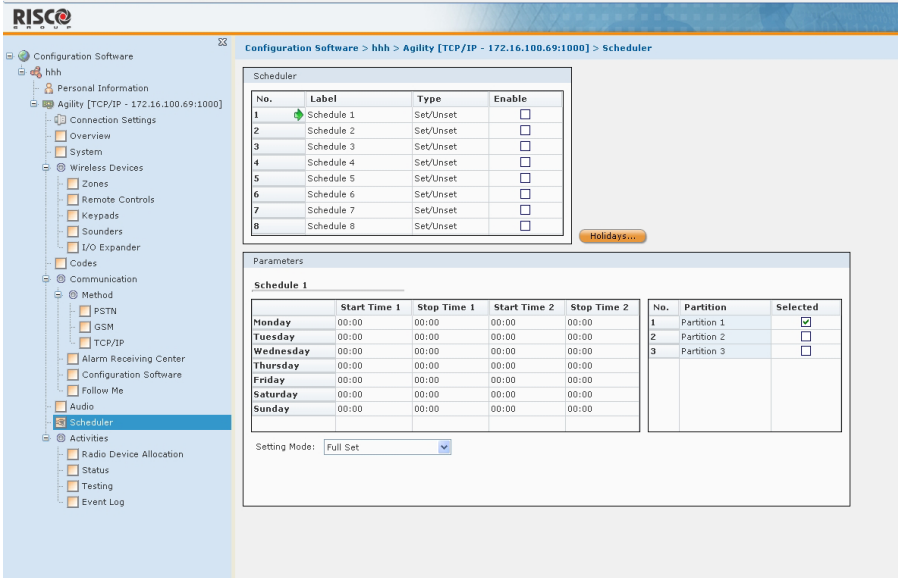 RISCO
GROUP
Configuration Software > hhh > Agility [TCP/IP - 172.16.100.69:1000] > Scheduler
Configuration Software
hhh
Personal Information
Agility [TCP/IP - 172.16.100.69:1000]
Connection Settings
Overview
System
Wireless Devices
Zones
Remote Controls
Keypads
Sounders
I/O Expander
Codes
Communication
Method
PSTN
GSM
TCP/IP
Alarm Receiving Center
Configuration Software
Follow Me
Audio
Scheduler
Activities
Radio Device Allocation
Status
Testing
Event Log
Scheduler
No. Label Type Enable
1 Schedule 1 Set/Unset
2 Schedule 2 Set/Unset
3 Schedule 3 Set/Unset
4 Schedule 4 Set/Unset
5 Schedule 5 Set/Unset
6 Schedule 6 Set/Unset
7 Schedule 7 Set/Unset
8 Schedule 8 Set/Unset
Holidays...
Parameters
Schedule 1
Start Time 1 Stop Time 1 Start Time 2 Stop Time 2
Monday 00:00 00:00 00:00 00:00
Tuesday 00:00 00:00 00:00 00:00
Wednesday 00:00 00:00 00:00 00:00
Thursday 00:00 00:00 00:00 00:00
Friday 00:00 00:00 00:00 00:00
Saturday 00:00 00:00 00:00 00:00
Sunday 00:00 00:00 00:00 00:00
No. Partition Selected
1 Partition 1
2 Partition 2
3 Partition 3
Setting Mode: Full Set